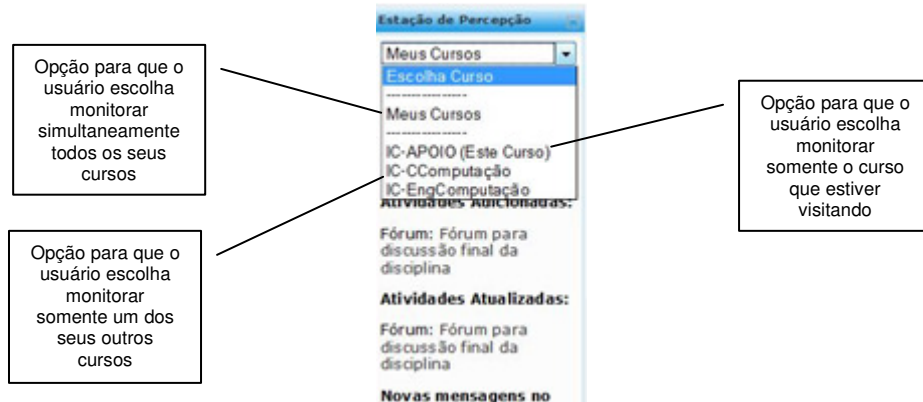 Estação de Percepção
Meus Cursos
Escolha Curso
----------------
Meus Cursos
----------------
IC-APOIO (Este Curso)
IC-CComputação
IC-EngComputação
Atividades Adicionadas:
Fórum: Fórum para
discussão final da
disciplina
Atividades Atualizadas:
Fórum: Fórum para
discussão final da
disciplina
Novas mensagens no
Opção para que o
usuário escolha
monitorar
simultaneamente
todos os seus
cursos
Opção para que o
usuário escolha
monitorar
somente um dos
seus outros
cursos
Opção para que o
usuário escolha
monitorar
somente o curso
que estiver
visitando